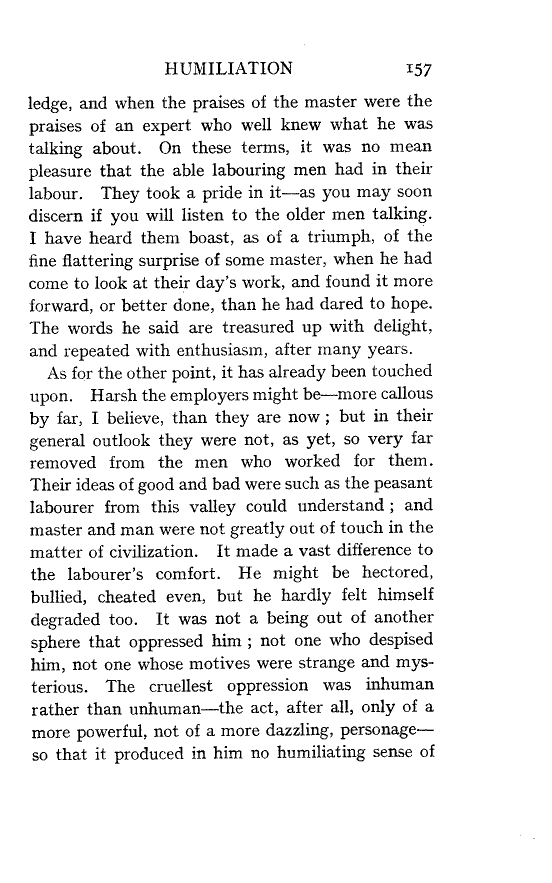 HUMILIATION 157
ledge, and when the praises of the master were the
praises of an expert who well knew what he was
talking about. On these terms, it was no mean
pleasure that the able labouring men had in their
labour. They took a pride in it—as you may soon
discern if you will listen to the older men talking.
I have heard them boast, as of a triumph, of the
fine flattering surprise of some master, when he had
come to look at their day's work, and found it more
forward, or better done, than he had dared to hope.
The words he said are treasured up with delight,
and repeated with enthusiasm, after many years.
As for the other point, it has already been touched
upon. Harsh the employers might be—more callous
by far, I believe, than they are now ; but in their
general outlook they were not, as yet, so very far
removed from the men who worked for them.
Their ideas of good and bad were such as the peasant
labourer from this valley could understand ; and
master and man were not greatly out of touch in the
matter of civilization. It made a vast difference to
the labourer's comfort. He might be hectored,
bullied, cheated even, but he hardly felt himself
degraded too. It was not a being out of another
sphere that oppressed him ; not one who despised
him, not one whose motives were strange and mys-
terious. The cruellest oppression was inhuman
rather than unhuman—the act, after all, only of a
more powerful, not of a more dazzling, personage—
so that it produced in him no humiliating sense of